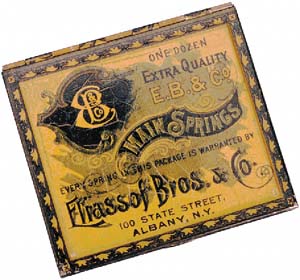 ONE DOZEN
EXTRA QUALITY
E.B. & Co.
MAIN SPRINGS
EVERY SPRING IN THIS PACKAGE IS WARRANTED BY
Bros. & Co.
100 STATE STREET,
ALBANY, N.Y.